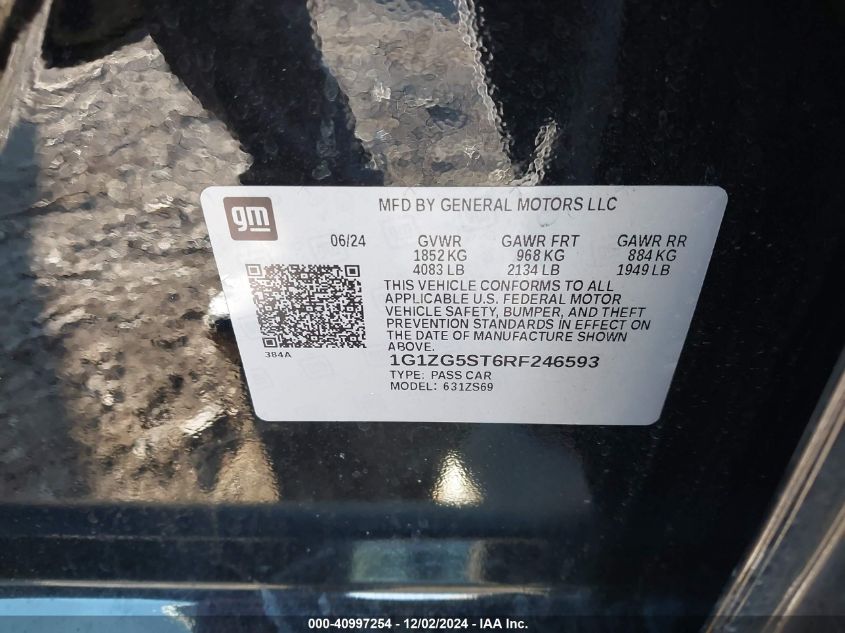 gm
MFD BY GENERAL MOTORS LLC
06/24 GVWR GAWR FRT GAWR RR
1852 KG 968 KG 884 KG
4083 LB 2134 LB 1949 LB
THIS VEHICLE CONFORMS TO ALL
APPLICABLE U.S. FEDERAL MOTOR
VEHICLE SAFETY, BUMPER, AND THEFT
PREVENTION STANDARDS IN EFFECT ON
THE DATE OF MANUFACTURE SHOWN
ABOVE.
384A
1G1ZG5ST6RF246593
TYPE: PASS CAR
MODEL: 631ZS69
000-40997254 - 12/02/2024 - IAA Inc.